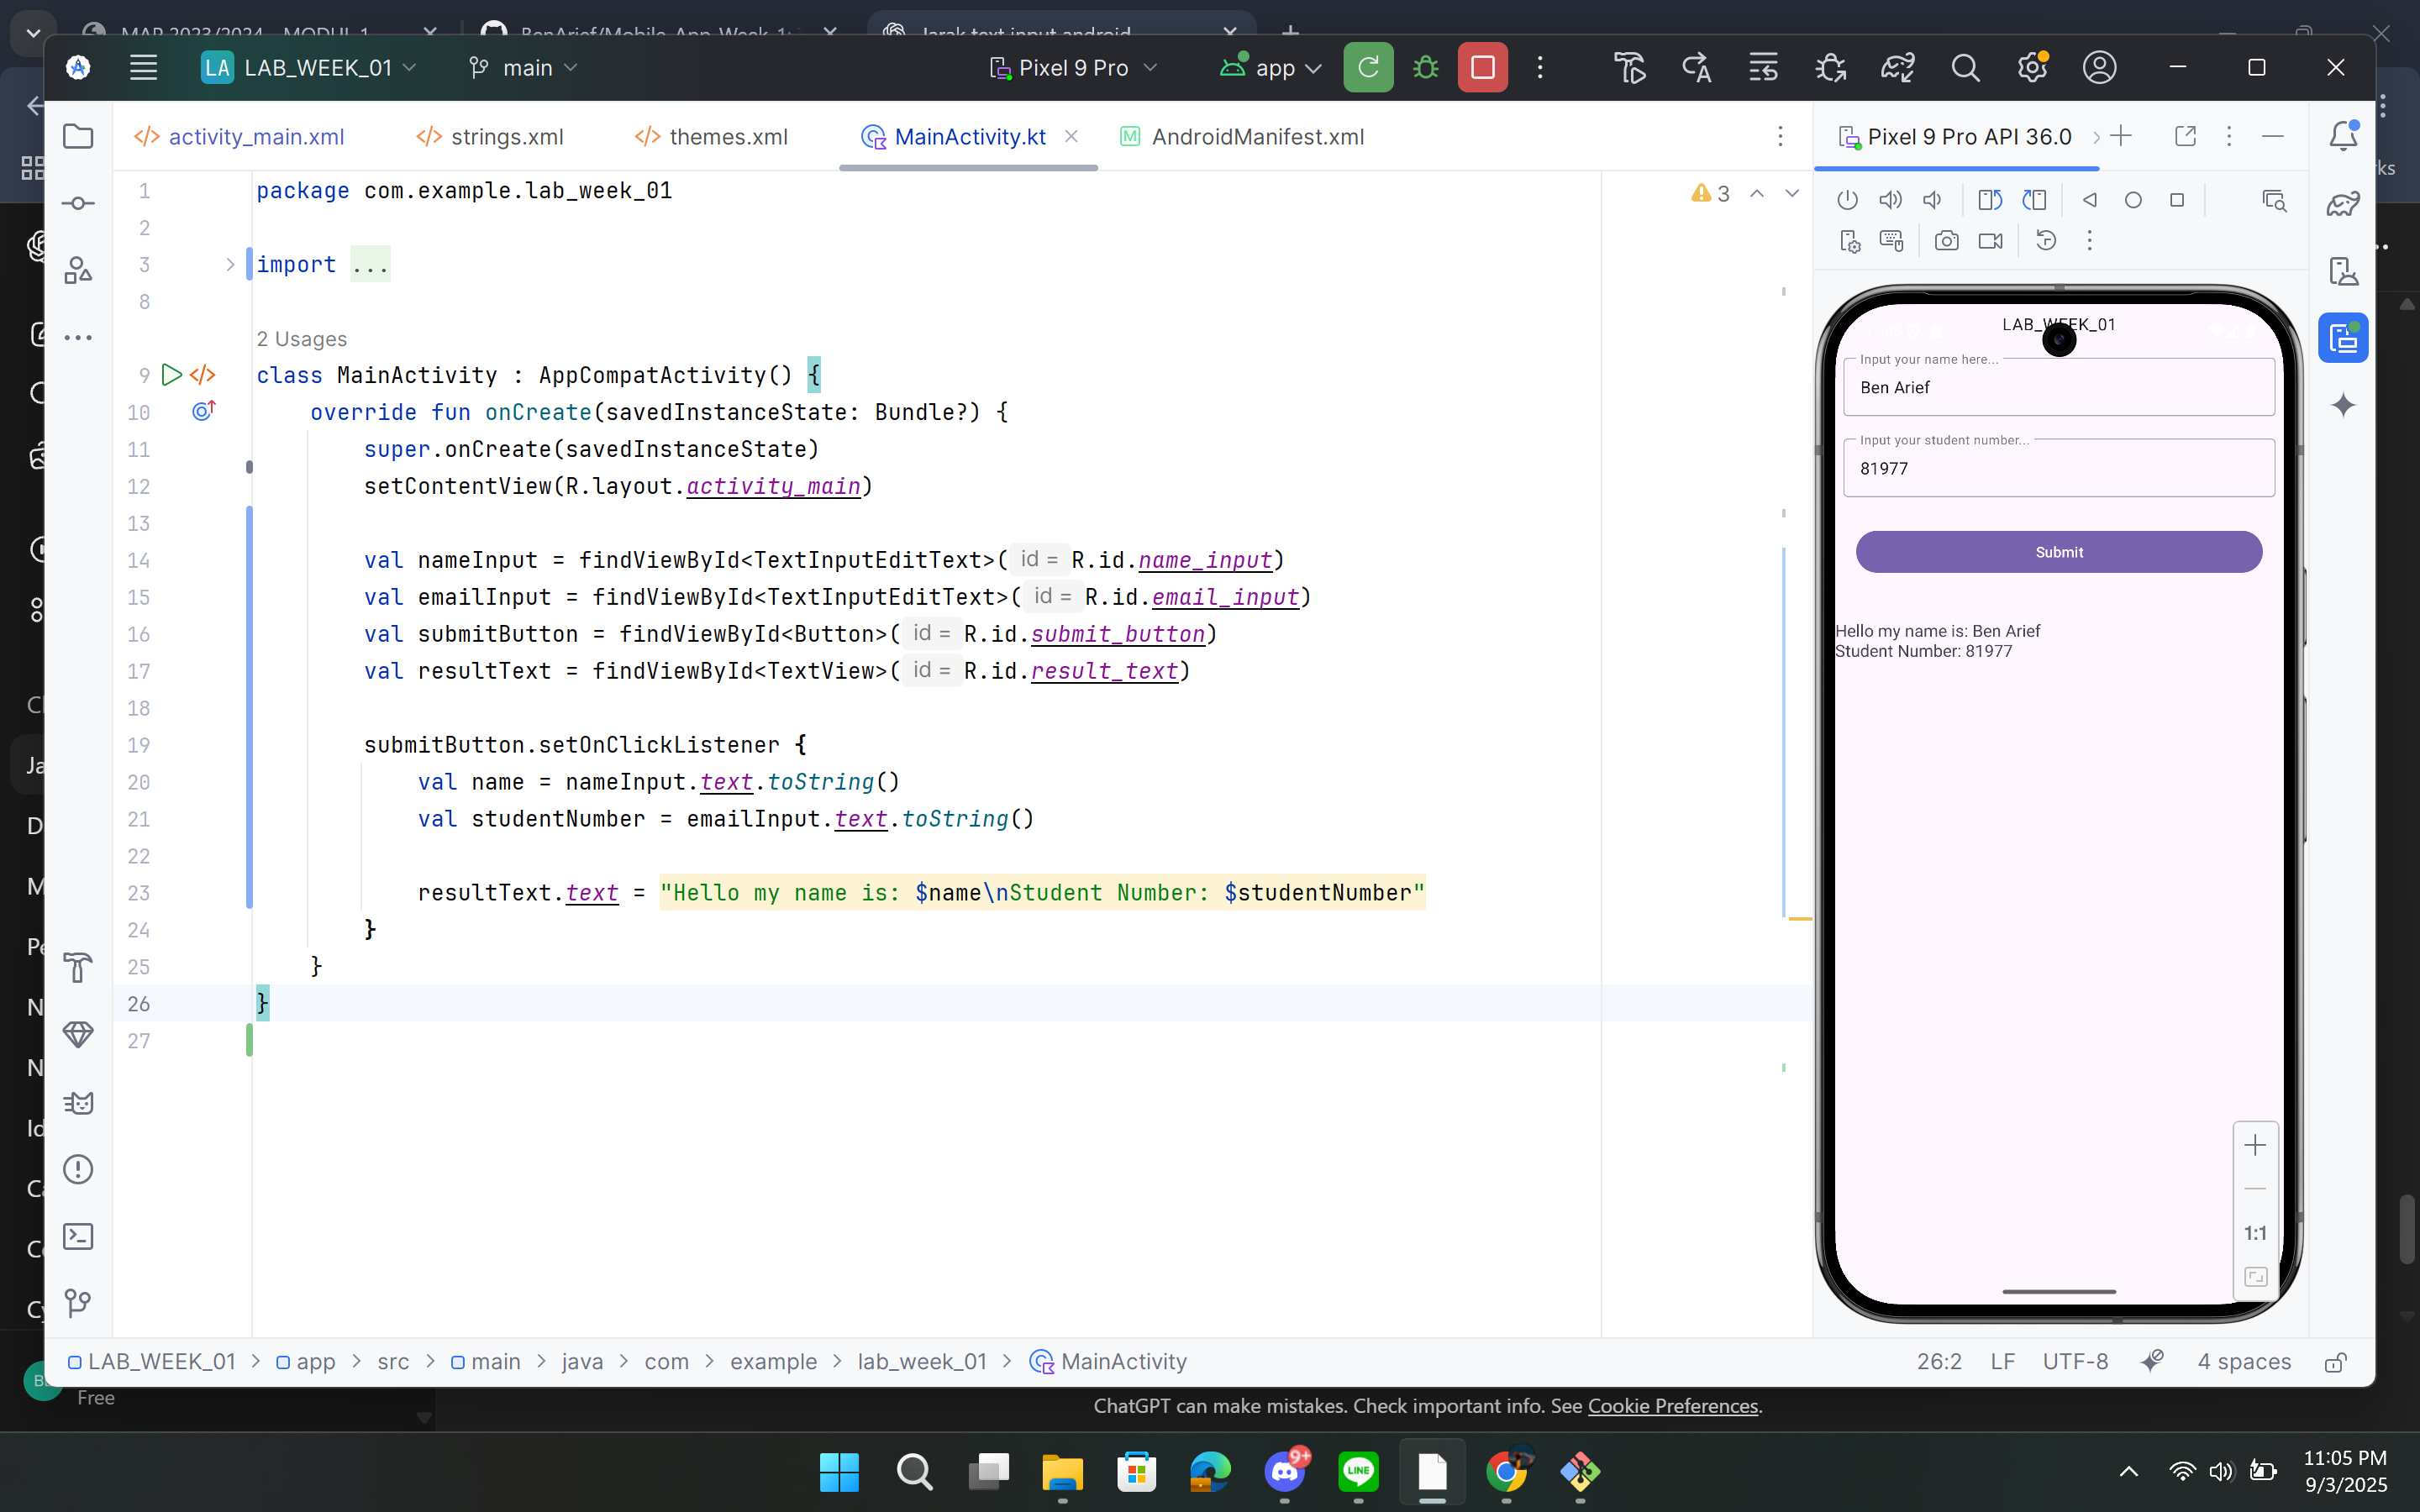 MAP 2023/2024 - MODUL 1
BenArief/Mobile-App-Week-1:
Jarak text input android
LA LAB_WEEK_01
main
Pixel 9 Pro
app
activity_main.xml
strings.xml
themes.xml
MainActivity.kt
AndroidManifest.xml
Pixel 9 Pro API 36.0
ks
3
1 package com.example.lab_week_01
2
3 import ...
8
2 Usages
9 class MainActivity : AppCompatActivity() {
10 override fun onCreate(savedInstanceState: Bundle?) {
11 super.onCreate(savedInstanceState)
12 setContentView(R.layout.activity_main)
13
14 val nameInput = findViewById<TextInputEditText>( id = R.id.name_input)
15 val emailInput = findViewById<TextInputEditText>( id = R.id.email_input)
16 val submitButton = findViewById<Button>( id = R.id.submit_button)
17 val resultText = findViewById<TextView>( id = R.id.result_text)
18
19 submitButton.setOnClickListener {
20 val name = nameInput.text.toString()
21 val studentNumber = emailInput.text.toString()
22
23 resultText.text = "Hello my name is: $name\nStudent Number: $studentNumber"
24 }
25 }
26 }
27
LAB_WEEK_01
Input your name here...
Ben Arief
Input your student number...
81977
Submit
Hello my name is: Ben Arief
Student Number: 81977
1:1
Ja
D
M
Pe
N
N
Id
Ca
Co
Cy
LAB_WEEK_01 > app > src > main > java > com > example > lab_week_01 > MainActivity
26:2 LF UTF-8 4 spaces
B
Free
ChatGPT can make mistakes. Check important info. See Cookie Preferences.
9+
LINE
11:05 PM
9/3/2025